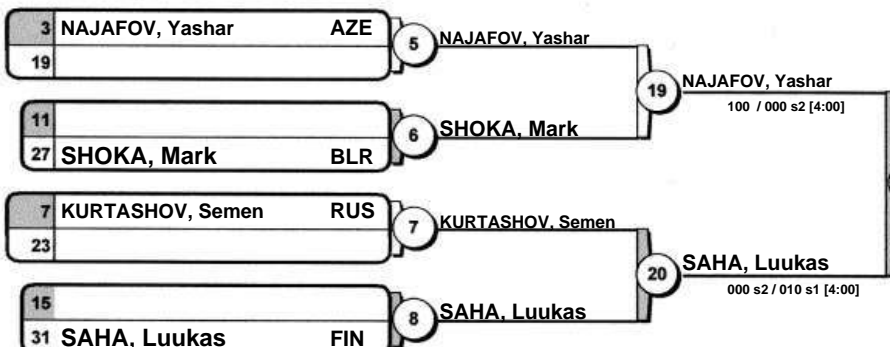 3 NAJAFOV, Yashar AZE
19
5
NAJAFOV, Yashar
11
27 SHOKA, Mark BLR
6
SHOKA, Mark
19
NAJAFOV, Yashar
100 / 000 s2 [4:00]
7 KURTASHOV, Semen RUS
23
7
KURTASHOV, Semen
15
31 SAHA, Luukas FIN
8
SAHA, Luukas
20
SAHA, Luukas
000 s2 / 010 s1 [4:00]